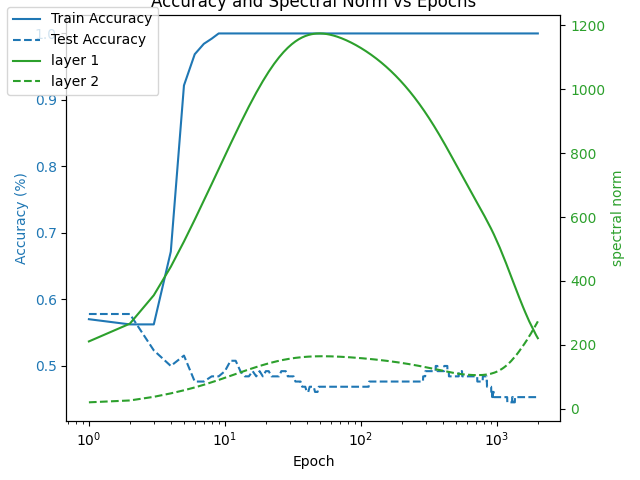 Accuracy and Spectral Norm vs Epochs
Train Accuracy
Test Accuracy
layer 1
layer 2
1.0
0.9
0.8
0.7
0.6
0.5
Accuracy (%)
1200
1000
800
600
400
200
0
spectral norm
10⁰
10¹
10²
10³
Epoch